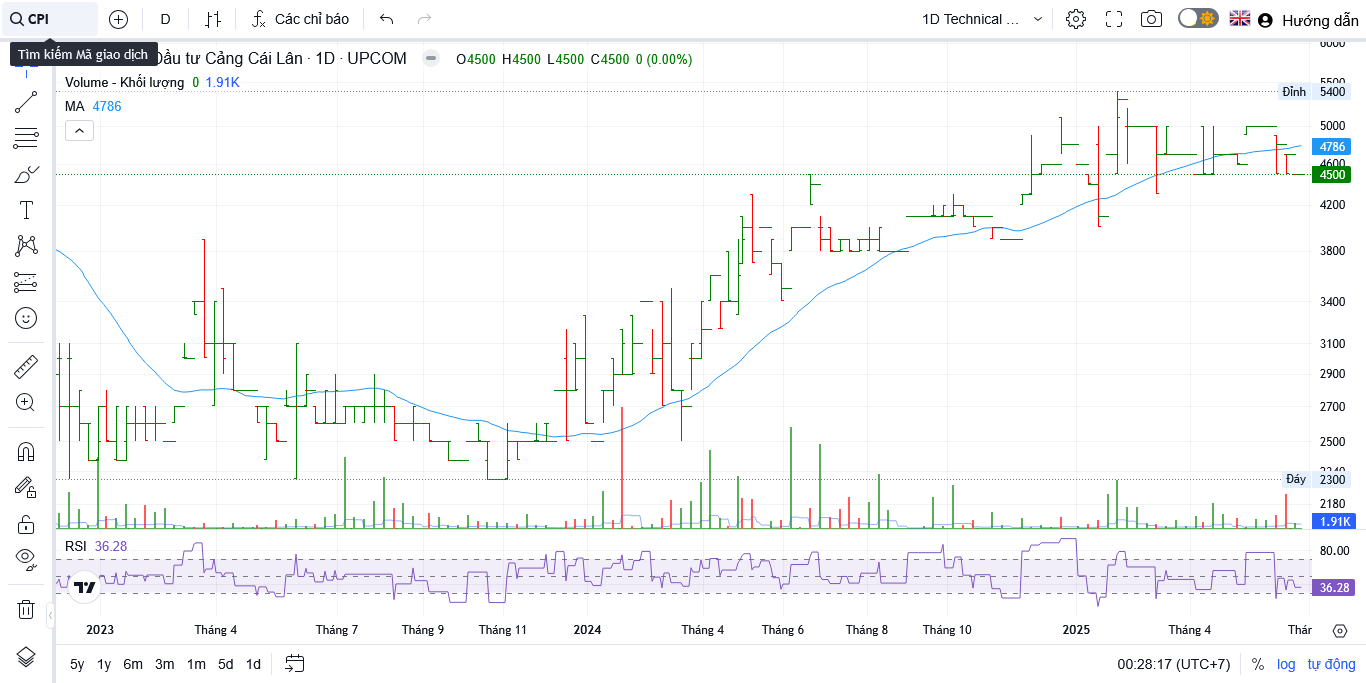 CPI
D
Các chỉ báo
1D Technical ...
Hướng dẫn
Tìm kiếm Mã giao dịch
Đầu tư Cảng Cái Lân · 1D · UPCOM
O4500 H4500 L4500 C4500 0 (0.00%)
Volume - Khối lượng 0 1.91K
MA 4786
6000
5500
Đỉnh 5400
5000
4786
4600
4500
4200
3800
3400
3100
2900
2700
2500
2340
Đáy 2300
2180
1.91K
RSI 36.28
80.00
36.28
2023 Tháng 4 Tháng 7 Tháng 9 Tháng 11 2024 Tháng 4 Tháng 6 Tháng 8 Tháng 10 2025 Tháng 4 Thár
5y 1y 6m 3m 1m 5d 1d
00:28:17 (UTC+7) % log tự động